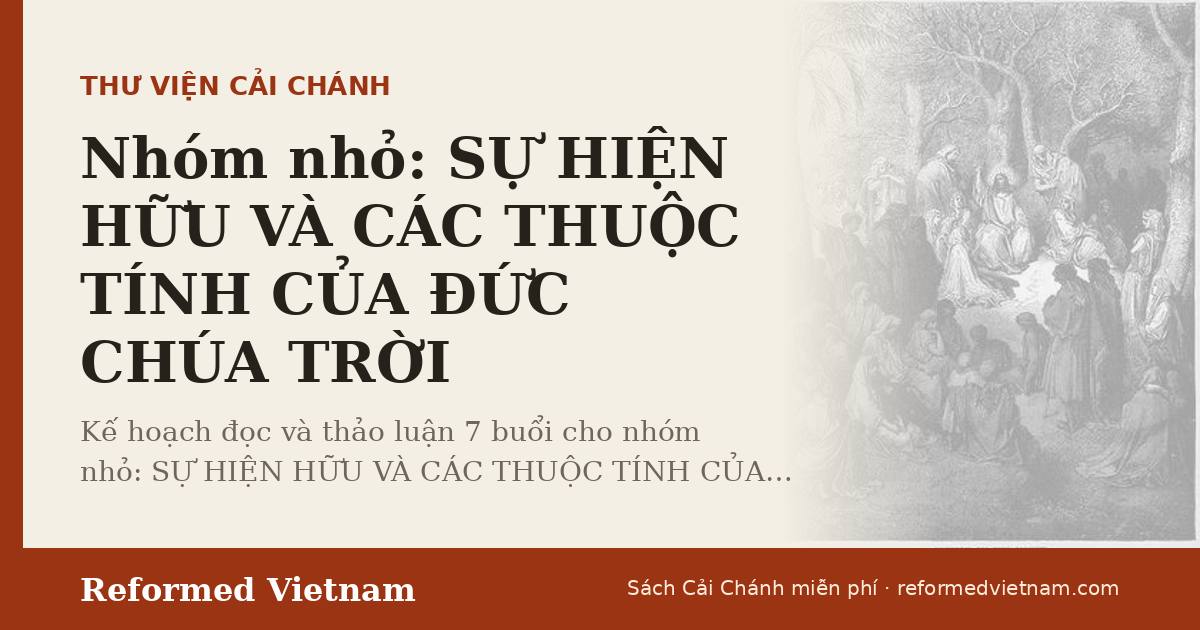 THƯ VIỆN CẢI CHÁNH
Nhóm nhỏ: SỰ HIỆN
HỮU VÀ CÁC THUỘC
TÍNH CỦA ĐỨC
CHÚA TRỜI
Kế hoạch đọc và thảo luận 7 buổi cho nhóm
nhỏ: SỰ HIỆN HỮU VÀ CÁC THUỘC TÍNH CỦA...
Reformed Vietnam
Sách Cải Chánh miễn phí · reformedvietnam.com